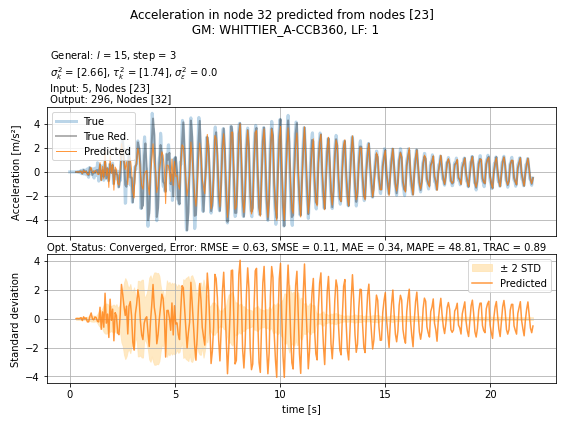 Acceleration in node 32 predicted from nodes [23]
GM: WHITTIER_A-CCB360, LF: 1
General: l = 15, step = 3
σ²ₖ = [2.66], τ²ₖ = [1.74], σ²ε = 0.0
Input: 5, Nodes [23]
Output: 296, Nodes [32]
True
True Red.
Predicted
Acceleration [m/s²]
4
2
0
−2
−4
Opt. Status: Converged, Error: RMSE = 0.63, SMSE = 0.11, MAE = 0.34, MAPE = 48.81, TRAC = 0.89
± 2 STD
Predicted
Standard deviation
4
2
0
−2
−4
0 5 10 15 20
time [s]